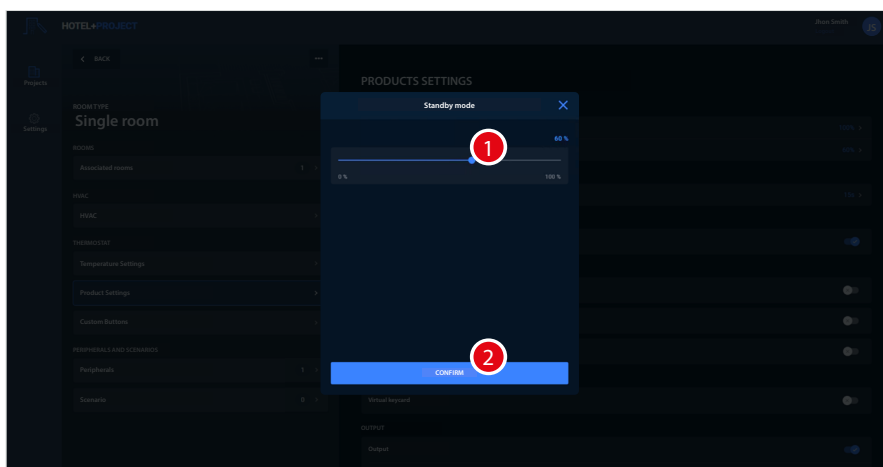 HOTEL+PROJECT
Jhon Smith
JS
BACK
Projects
PRODUCTS SETTINGS
Standby mode
ROOM TYPE
Single room
Settings
60 %
1
ROOMS
Associated rooms 1
0 % 100 %
HVAC
HVAC
THERMOSTAT
Temperature Settings
Product Settings
Custom Buttons
PERIPHERALS AND SCENARIOS
2
Peripherals 1
CONFIRM
Scenario 0
Virtual keycard
OUTPUT
Output